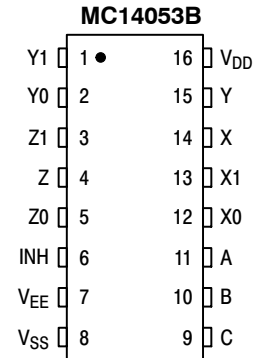 MC14053B
Y1 1 16 VDD
Y0 2 15 Y
Z1 3 14 X
Z 4 13 X1
Z0 5 12 X0
INH 6 11 A
VEE 7 10 B
VSS 8 9 C